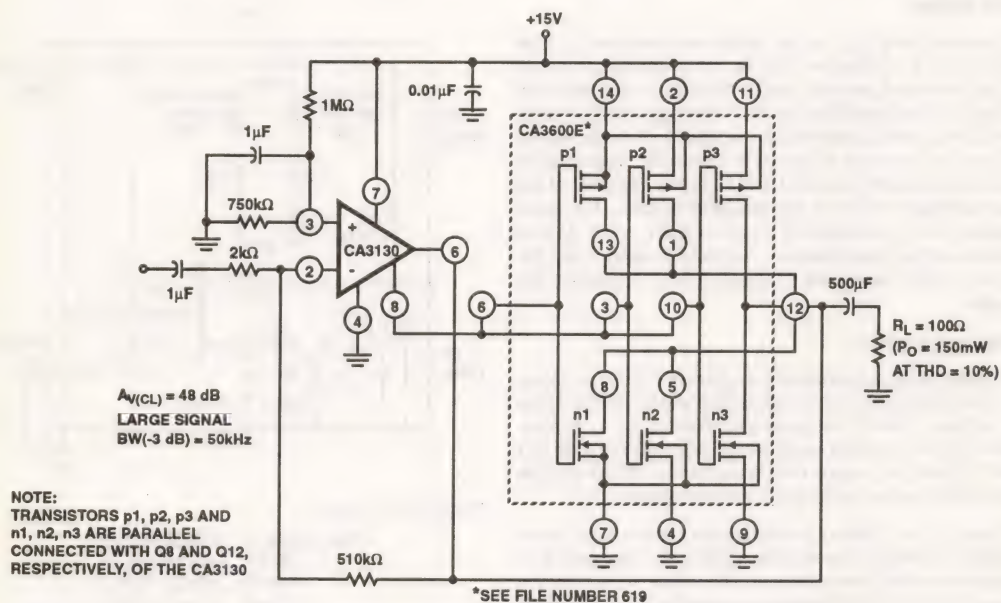 +15V
0.01µF
1MΩ
1µF
750kΩ
2kΩ
1µF
3
2
7
+
-
CA3130
4
8
6
CA3600E*
14
2
11
p1
p2
p3
13
1
6
3
10
12
8
5
n1
n2
n3
7
4
9
500µF
RL = 100Ω
(PO = 150mW
AT THD = 10%)
AV(CL) = 48 dB
LARGE SIGNAL
BW(-3 dB) = 50kHz
NOTE:
TRANSISTORS p1, p2, p3 AND
n1, n2, n3 ARE PARALLEL
CONNECTED WITH Q8 AND Q12,
RESPECTIVELY, OF THE CA3130
510kΩ
*SEE FILE NUMBER 619